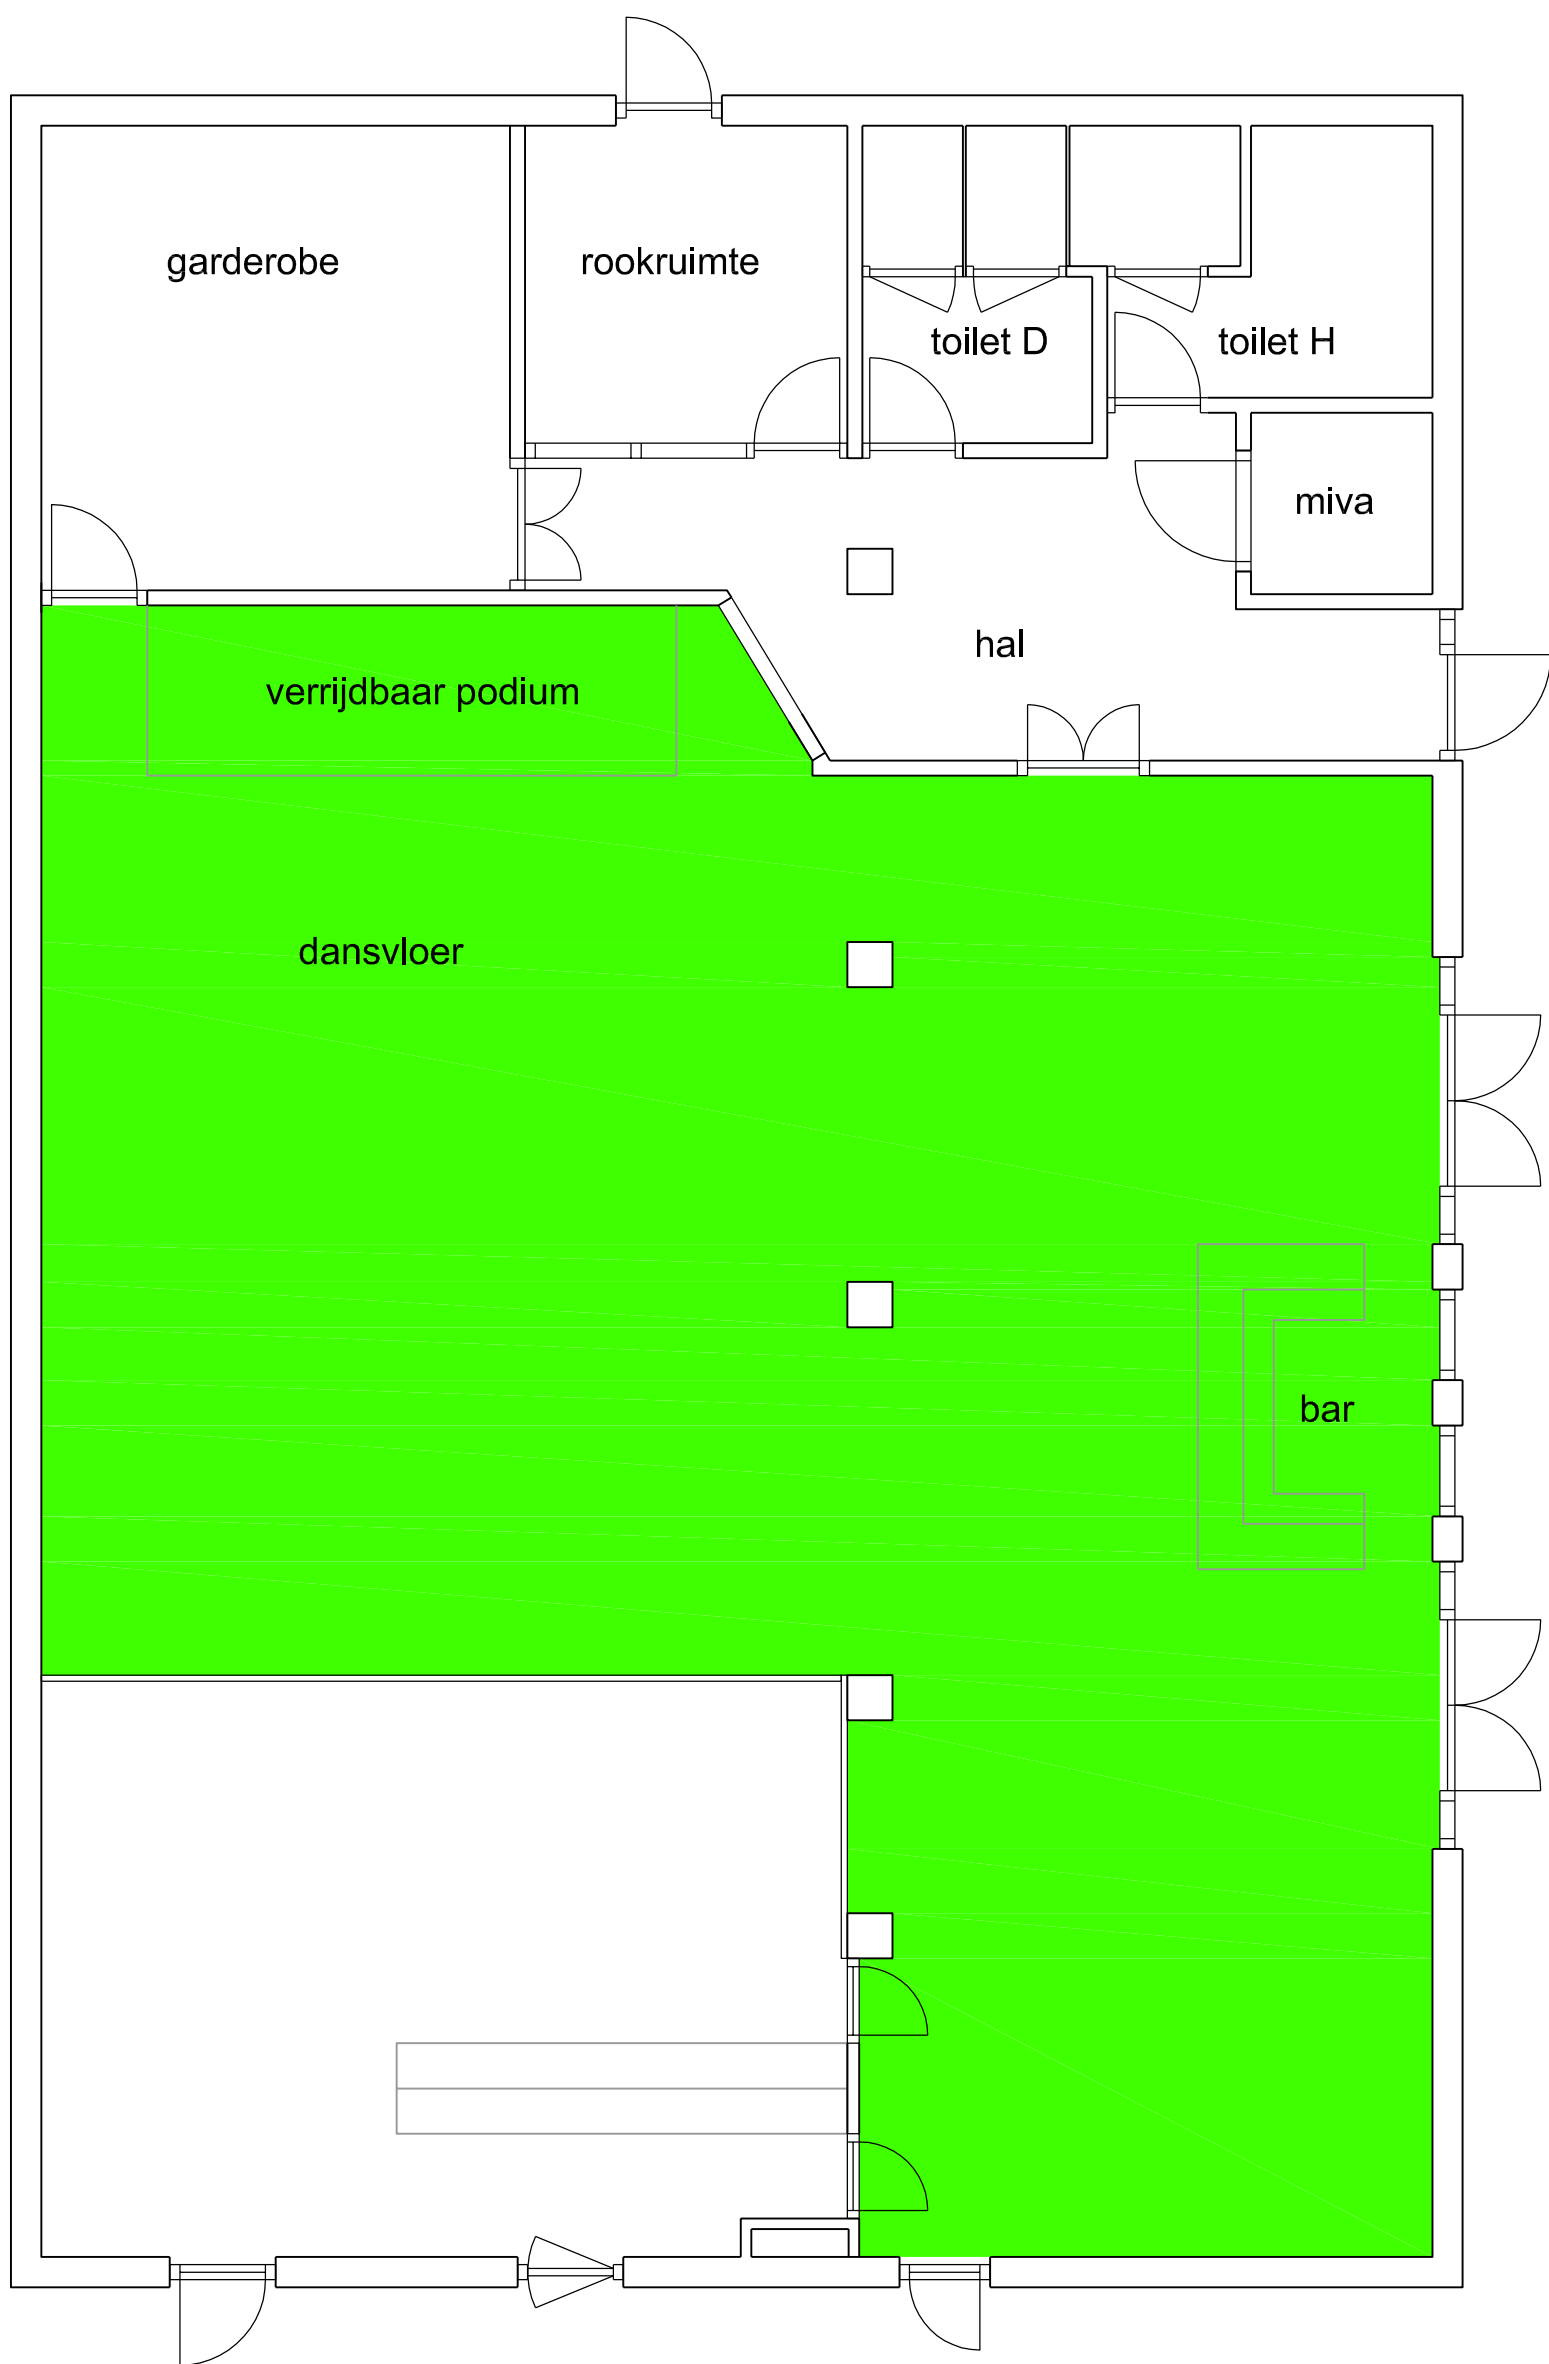 garderobe
rookruimte
toilet D
toilet H
miva
hal
verrijdbaar podium
dansvloer
bar